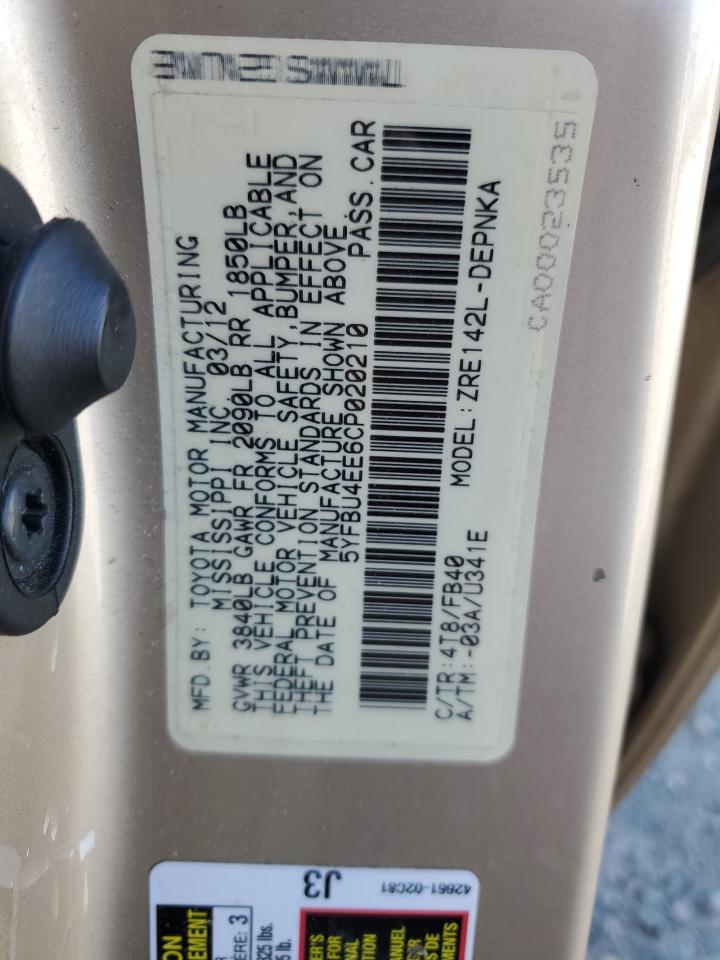 MFD. BY: TOYOTA MOTOR MANUFACTURING
MISSISSIPPI INC. 03/12
GVWR 3840LB GAWR FR 2090LB RR 1850LB
THIS VEHICLE CONFORMS TO ALL APPLICABLE
FEDERAL MOTOR VEHICLE SAFETY, BUMPER, AND
THEFT PREVENTION STANDARDS IN EFFECT ON
THE DATE OF MANUFACTURE SHOWN ABOVE
5YFBU4EE6CP020210 PASS. CAR
C/TR: 4T8/FB40 MODEL: ZRE142L-DEPNKA
A/TM: -03A/U341E
CA00023535
J3
42661-02C81
3